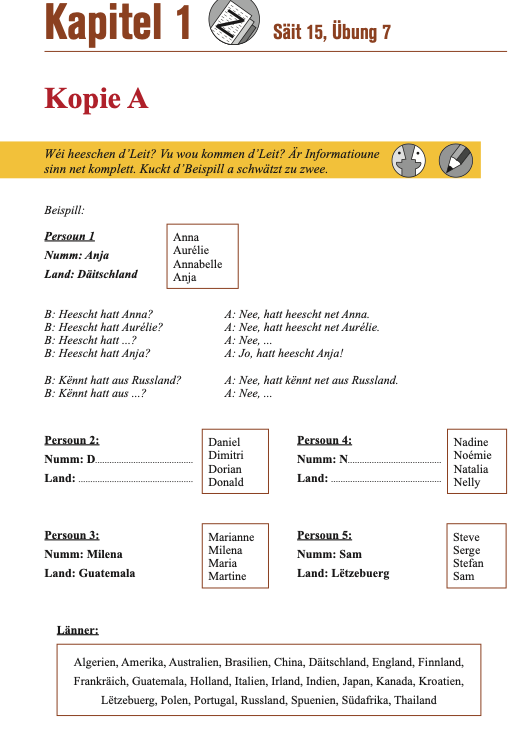 Kapitel 1
Säit 15, Übung 7
Kopie A
Wéi heeschen d'Leit? Vu wou kommen d'Leit? Är Informatioune
sinn net komplett. Kuckt d'Beispill a schwätzt zu zwee.
Beispill:
Persoun 1
Numm: Anja
Land: Däitschland
Anna
Aurélie
Annabelle
Anja
B: Heescht hatt Anna? A: Nee, hatt heescht net Anna.
B: Heescht hatt Aurélie? A: Nee, hatt heescht net Aurélie.
B: Heescht hatt ...? A: Nee, ...
B: Heescht hatt Anja? A: Jo, hatt heescht Anja!
B: Kënnt hatt aus Russland? A: Nee, hatt kënnt net aus Russland.
B: Kënnt hatt aus ...? A: Nee, ...
Persoun 2:
Numm: D
Land:
Daniel
Dimitri
Dorian
Donald
Persoun 4:
Numm: N
Land:
Nadine
Noémie
Natalia
Nelly
Persoun 3:
Numm: Milena
Land: Guatemala
Marianne
Milena
Maria
Martine
Persoun 5:
Numm: Sam
Land: Lëtzebuerg
Steve
Serge
Stefan
Sam
Länner:
Algerien, Amerika, Australien, Brasilien, China, Däitschland, England, Finnland,
Frankräich, Guatemala, Holland, Italien, Irland, Indien, Japan, Kanada, Kroatien,
Lëtzebuerg, Polen, Portugal, Russland, Spuenien, Südafrika, Thailand